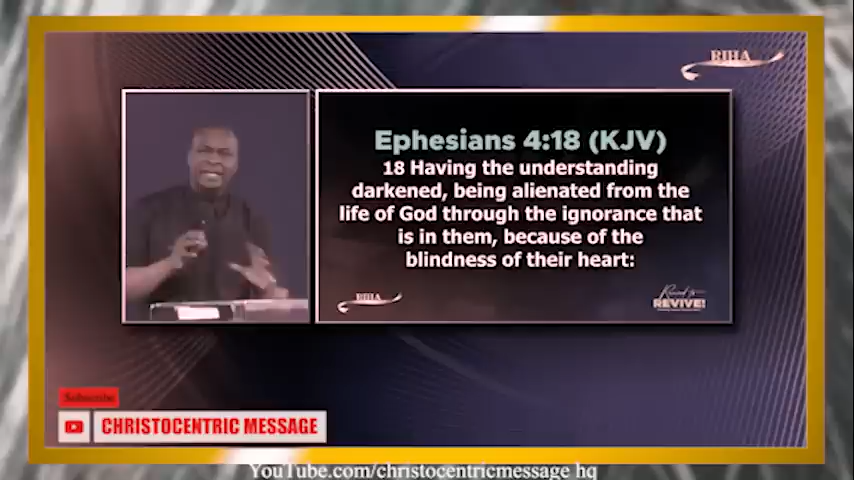 RIHA
Ephesians 4:18 (KJV)
18 Having the understanding
darkened, being alienated from the
life of God through the ignorance that
is in them, because of the
blindness of their heart:
RIHA
REVIVE!
Subscribe
CHRISTOCENTRIC MESSAGE
YouTube.com/christocentricmessage hq